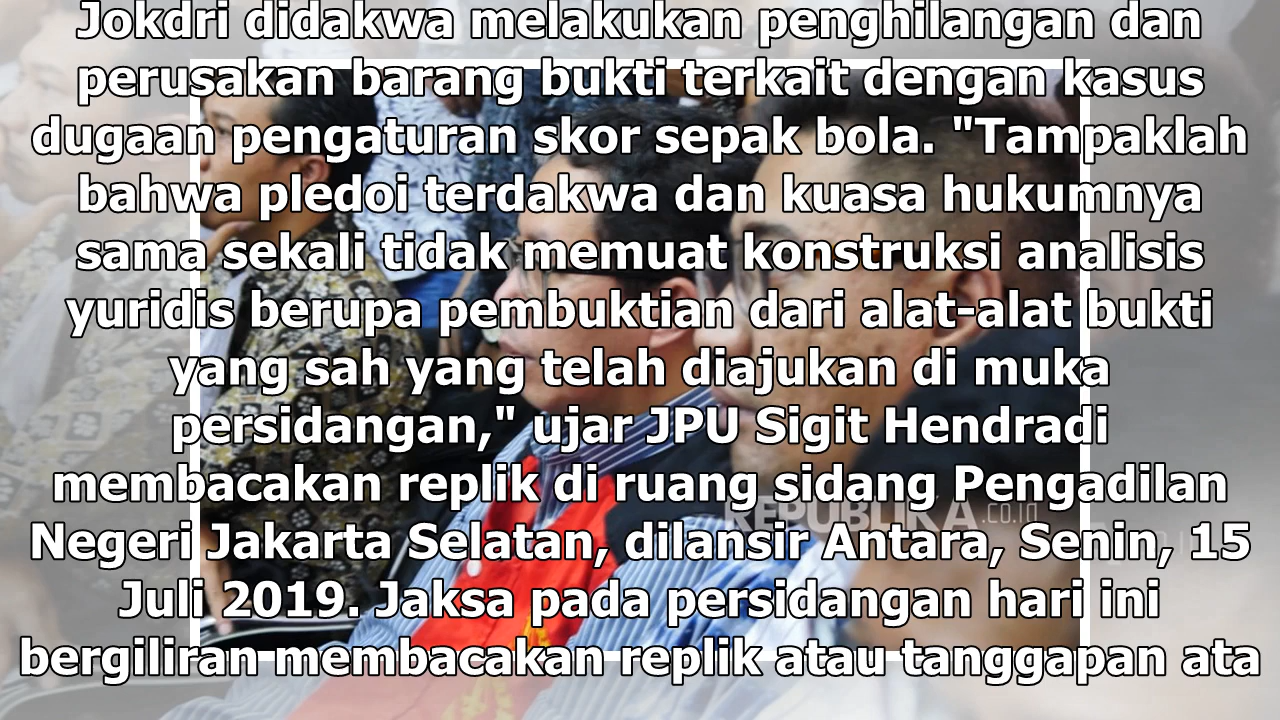 Jokdri didakwa melakukan penghilangan dan
perusakan barang bukti terkait dengan kasus
dugaan pengaturan skor sepak bola. "Tampaklah
bahwa pledoi terdakwa dan kuasa hukumnya
sama sekali tidak memuat konstruksi analisis
yuridis berupa pembuktian dari alat-alat bukti
yang sah yang telah diajukan di muka
persidangan," ujar JPU Sigit Hendradi
membacakan replik di ruang sidang Pengadilan
REPUBLIKA.co.id
Negeri Jakarta Selatan, dilansir Antara, Senin, 15
Juli 2019. Jaksa pada persidangan hari ini
bergiliran membacakan replik atau tanggapan ata